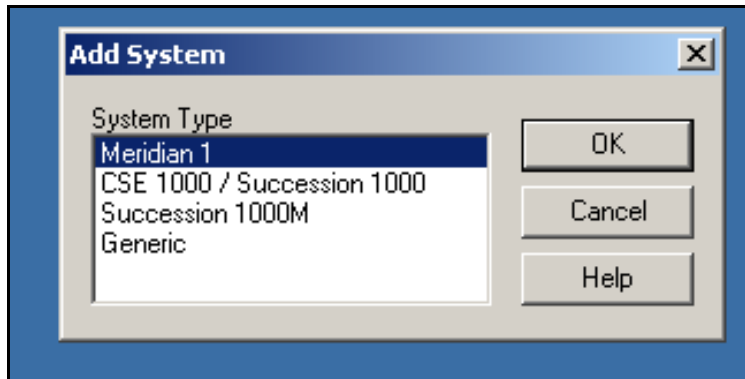 Add System
System Type
Meridian 1
CSE 1000 / Succession 1000
Succession 1000M
Generic
OK
Cancel
Help